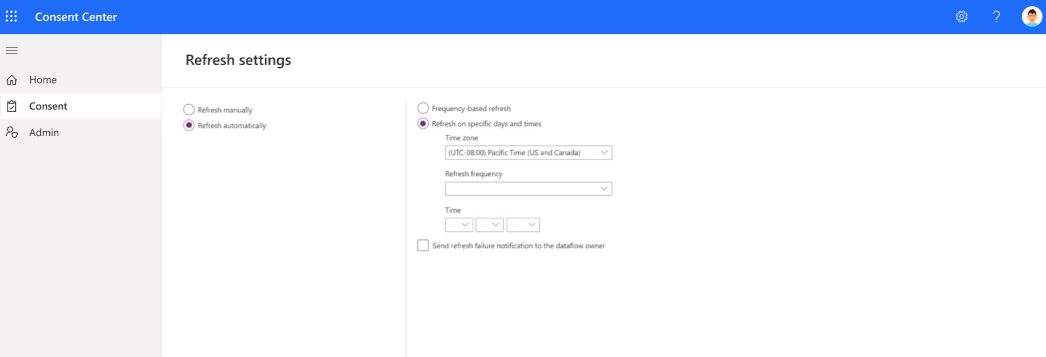 Consent Center
?
Home
Consent
Admin
Refresh settings
Refresh manually
Refresh automatically
Frequency-based refresh
Refresh on specific days and times
Time zone
(UTC-08:00) Pacific Time (US and Canada)
Refresh frequency
Time
Send refresh failure notification to the dataflow owner